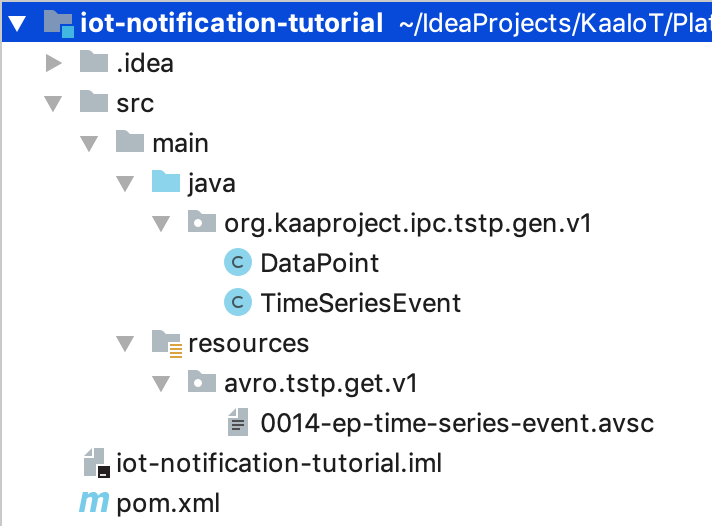 iot-notification-tutorial ~/IdeaProjects/KaaIoT/Plat
.idea
src
main
java
org.kaaproject.ipc.tstp.gen.v1
C DataPoint
C TimeSeriesEvent
resources
avro.tstp.get.v1
0014-ep-time-series-event.avsc
iot-notification-tutorial.iml
m pom.xml